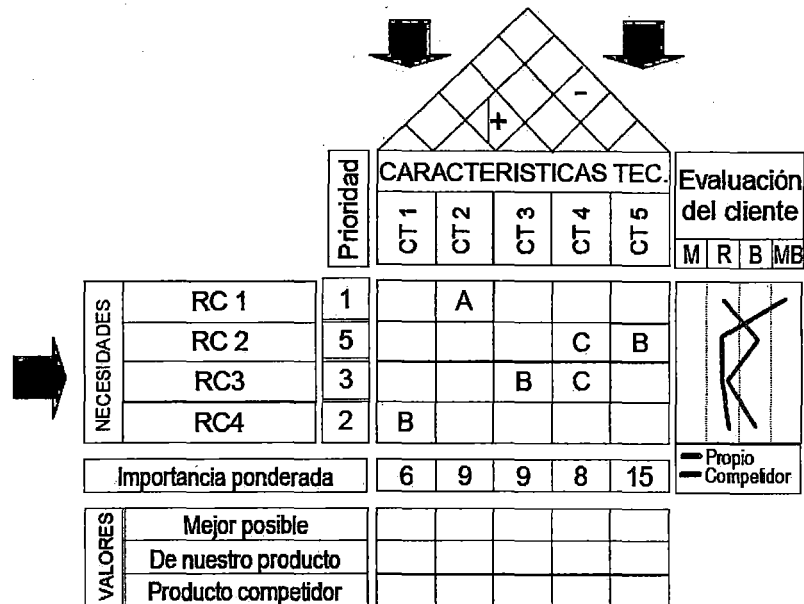 -
+
Prioridad
CARACTERISTICAS TEC.
CT 1
CT 2
CT 3
CT 4
CT 5
Evaluación
del cliente
M R B MB
NECESIDADES
RC 1 1 A
RC 2 5 C B
RC3 3 B C
RC4 2 B
Propio
Competidor
Importancia ponderada 6 9 9 8 15
VALORES
Mejor posible
De nuestro producto
Producto competidor